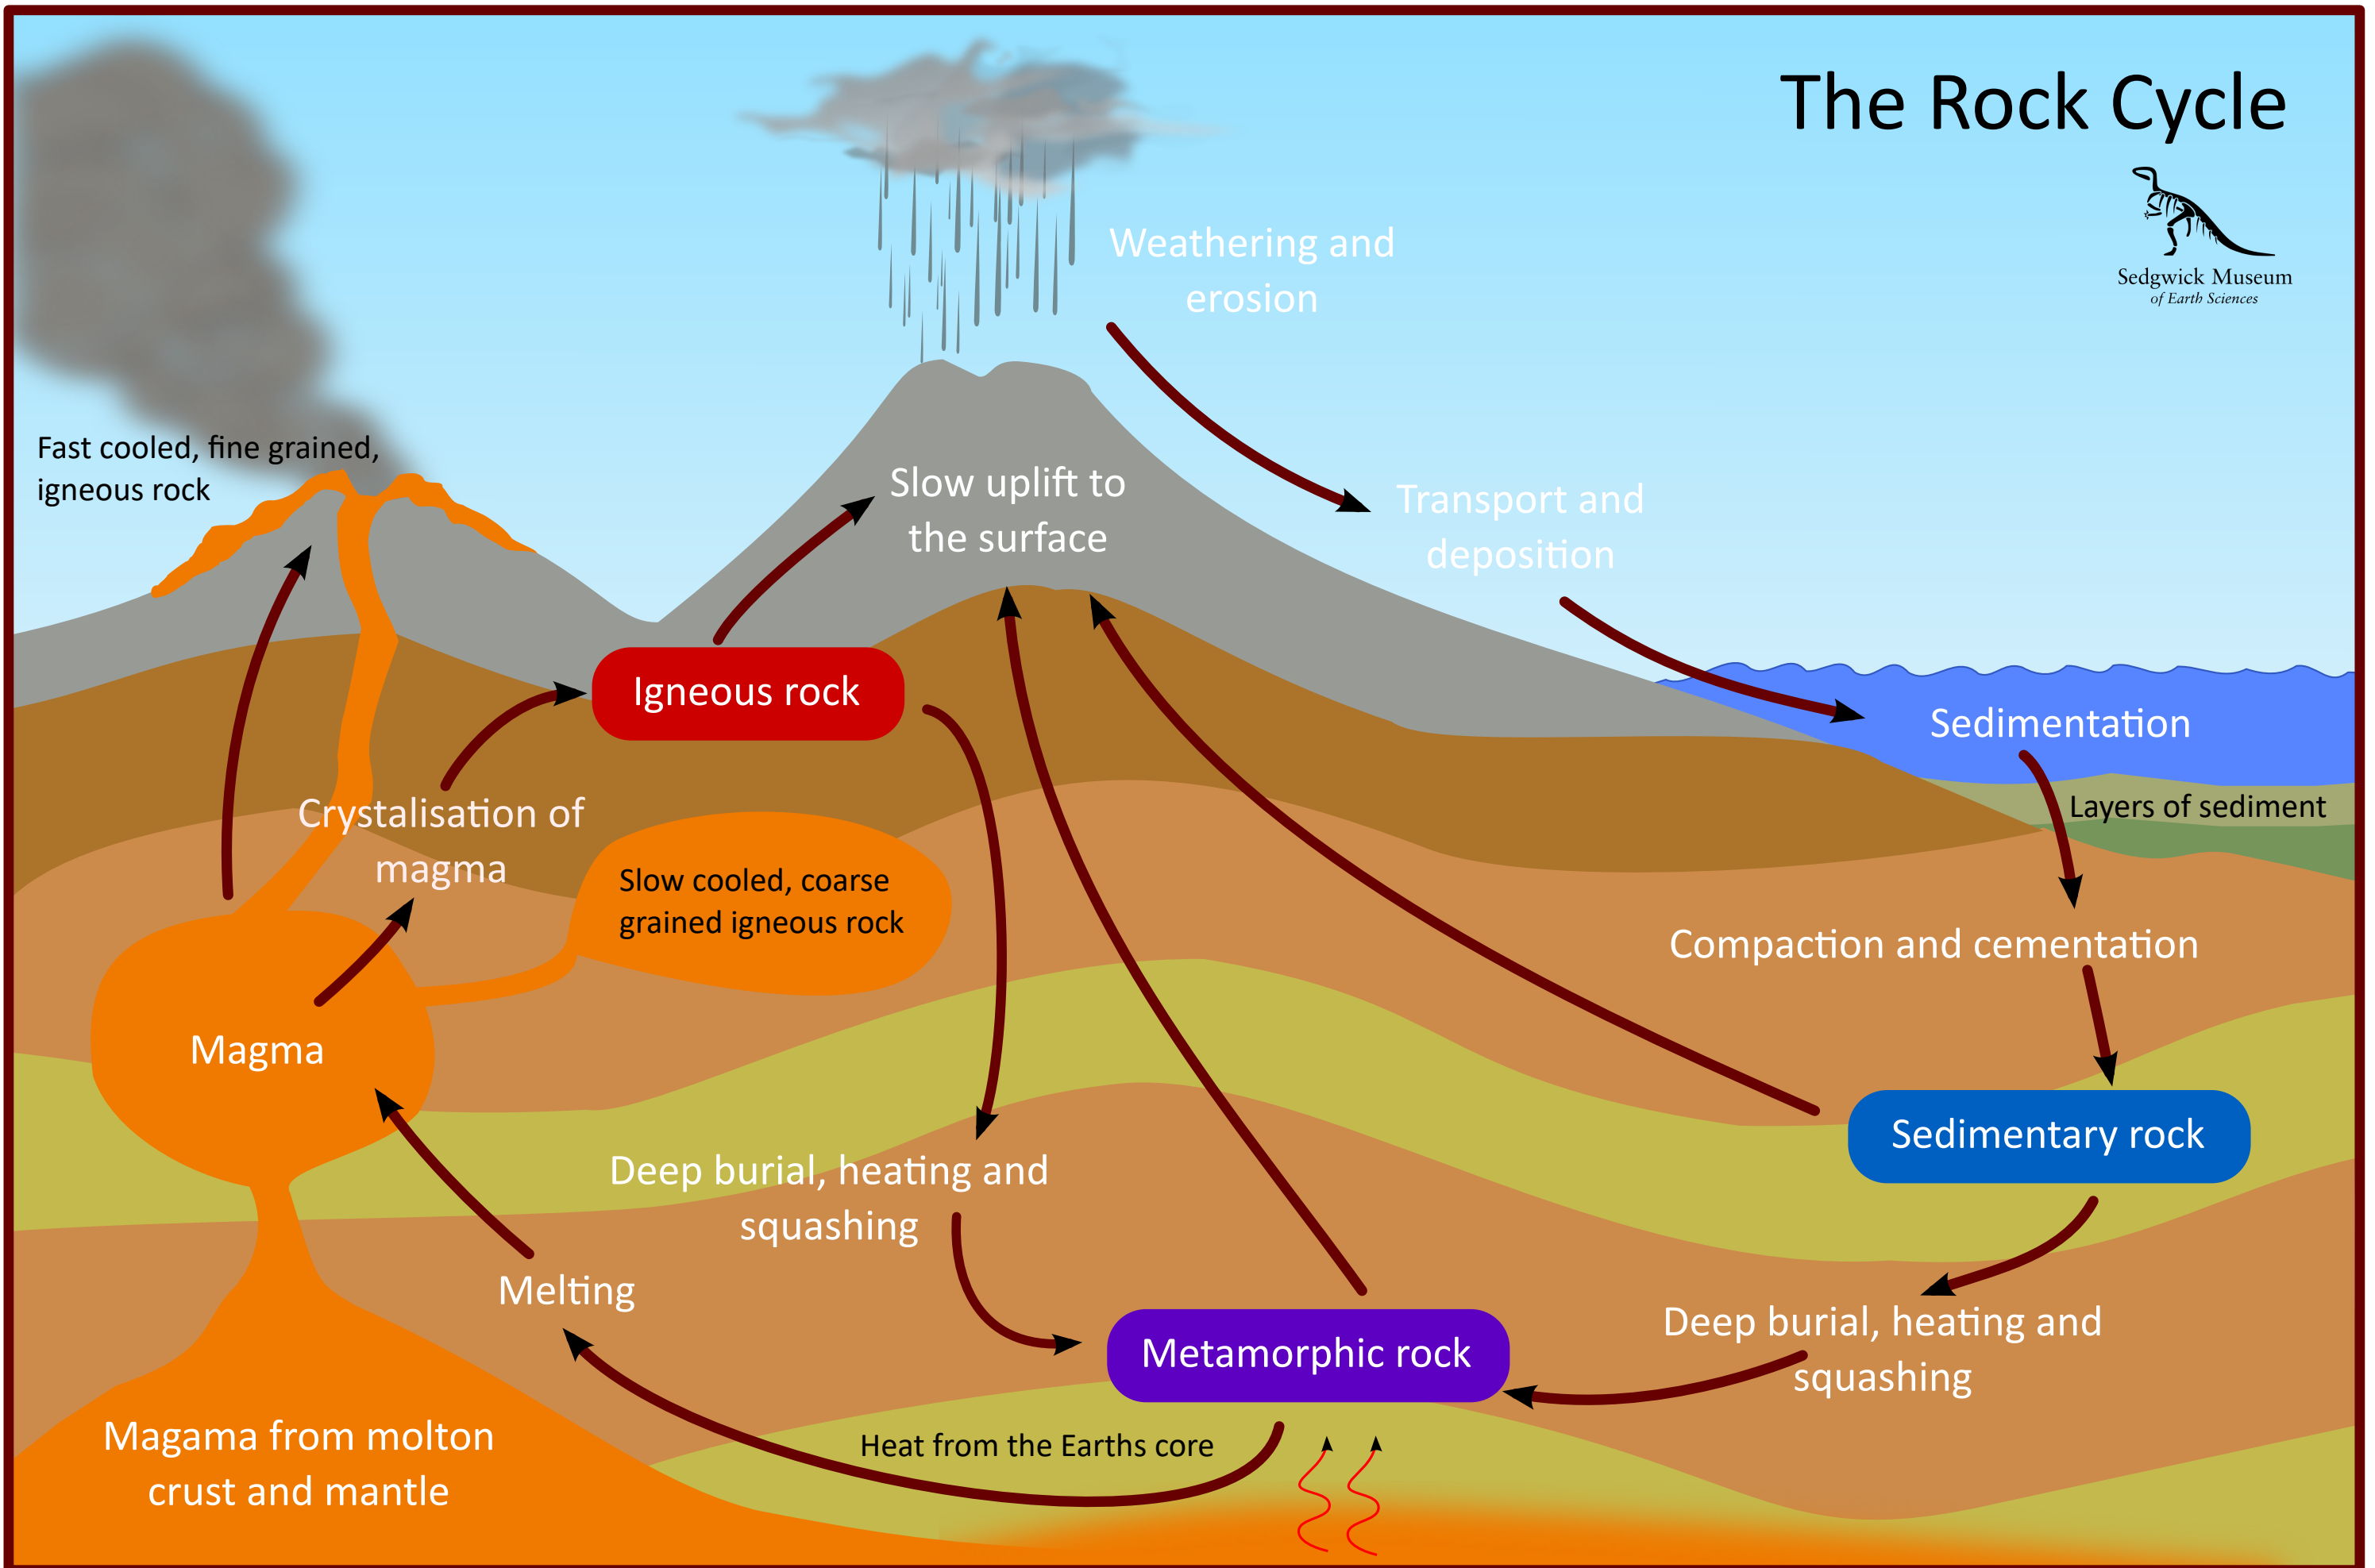 The Rock Cycle
Sedgwick Museum
of Earth Sciences
Weathering and
erosion
Fast cooled, fine grained,
igneous rock
Slow uplift to
the surface
Transport and
deposition
Igneous rock
Sedimentation
Layers of sediment
Crystalisation of
magma
Slow cooled, coarse
grained igneous rock
Compaction and cementation
Magma
Sedimentary rock
Deep burial, heating and
squashing
Melting
Metamorphic rock
Deep burial, heating and
squashing
Heat from the Earths core
Magama from molton
crust and mantle